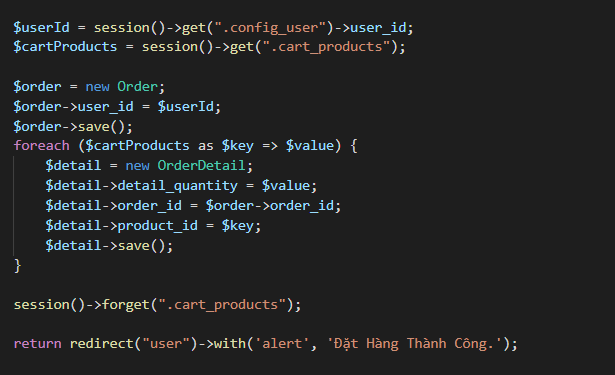 $userId = session()->get(".config_user")->user_id;
$cartProducts = session()->get(".cart_products");
$order = new Order;
$order->user_id = $userId;
$order->save();
foreach ($cartProducts as $key => $value) {
$detail = new OrderDetail;
$detail->detail_quantity = $value;
$detail->order_id = $order->order_id;
$detail->product_id = $key;
$detail->save();
}
session()->forget(".cart_products");
return redirect("user")->with('alert', 'Đặt Hàng Thành Công.');